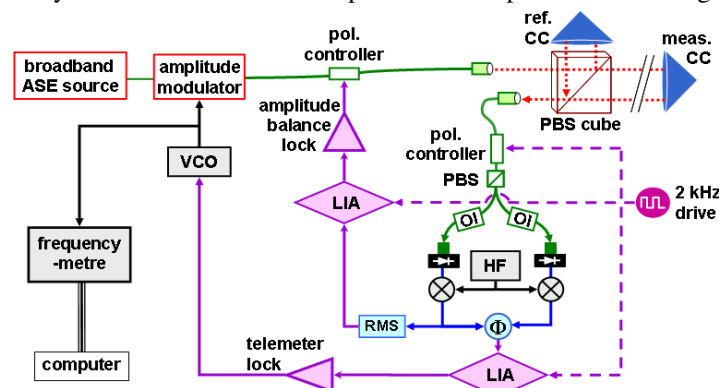 ref.
CC
pol.
controller
meas.
CC
broadband
ASE source
amplitude
modulator
amplitude
balance
lock
PBS cube
pol.
controller
VCO
PBS
LIA
2 kHz
drive
OI
OI
frequency
-metre
HF
RMS
Φ
telemeter
lock
computer
LIA